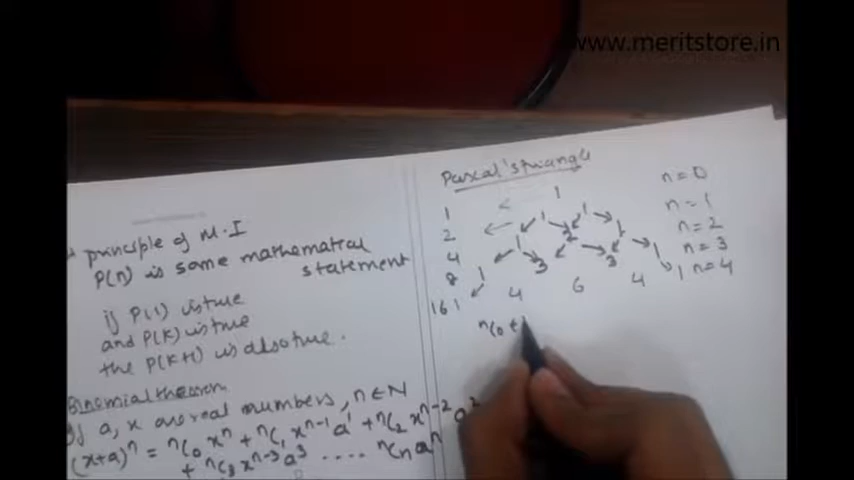 www.meritstore.in
principle of M.I
P(n) is some mathematical
statement
if P(1) is true
and P(K) is true
the P(K+1) is also true.
Binomial theorem
If a, x are real numbers, n ∈ N
(x+a)ⁿ = ⁿC₀ xⁿ + ⁿC₁ xⁿ⁻¹ a¹ + ⁿC₂ xⁿ⁻² a²
+ ⁿC₃ xⁿ⁻³ a³ .... ⁿCₙ aⁿ
Pascal's triangle
1 1 n=0
2 1 1 n=1
4 1 2 1 n=2
8 1 3 3 1 n=3
16 1 4 6 4 1 n=4
ⁿC₀ +